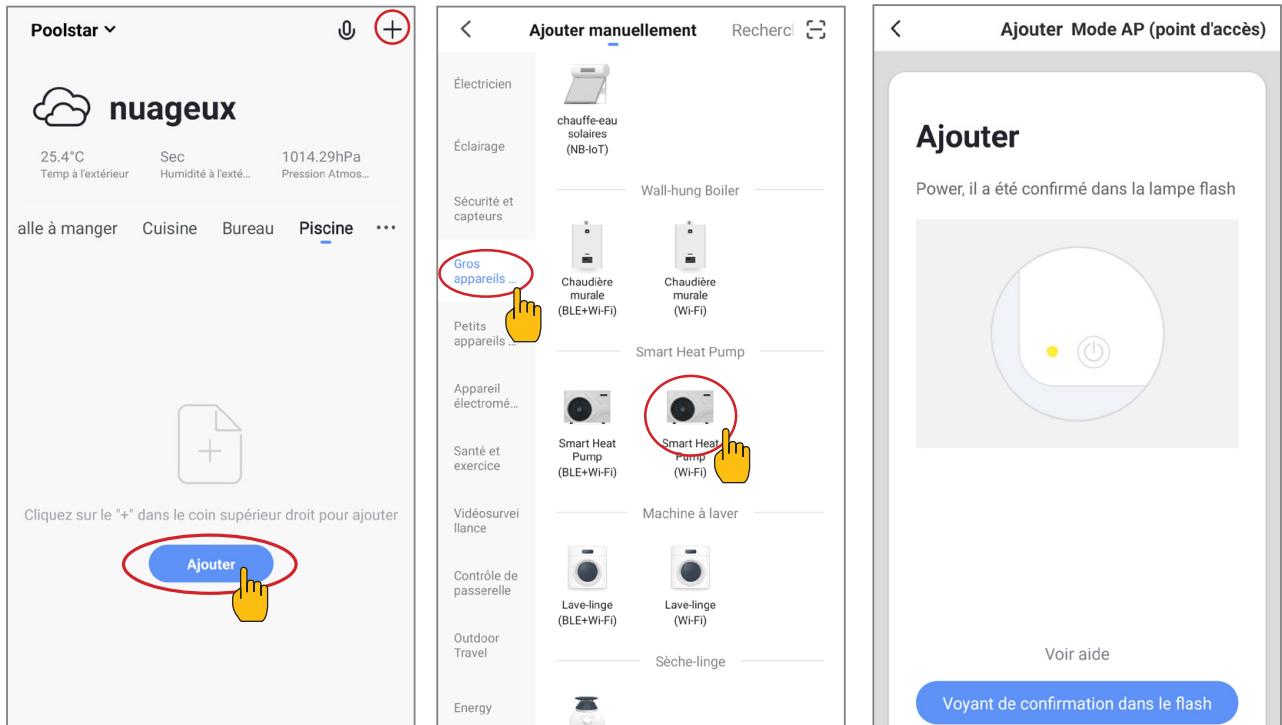 Poolstar
nuageux
25.4°C Sec 1014.29hPa
Temp à l'extérieur Humidité à l'exté... Pression Atmos...
alle à manger Cuisine Bureau Piscine •••
Cliquez sur le "+" dans le coin supérieur droit pour ajouter
Ajouter
Ajouter manuellement Recherc
Électricien
Éclairage
Sécurité et
capteurs
Gros
appareils ...
Petits
appareils ...
Appareil
électromé...
Santé et
exercice
Vidéosurvei
llance
Contrôle de
passerelle
Outdoor
Travel
Energy
chauffe-eau
solaires
(NB-IoT)
Wall-hung Boiler
Chaudière
murale
(BLE+Wi-Fi)
Chaudière
murale
(Wi-Fi)
Smart Heat Pump
Smart Heat
Pump
(BLE+Wi-Fi)
Smart Heat
Pump
(Wi-Fi)
Machine à laver
Lave-linge
(BLE+Wi-Fi)
Lave-linge
(Wi-Fi)
Sèche-linge
Ajouter Mode AP (point d'accès)
Ajouter
Power, il a été confirmé dans la lampe flash
Voir aide
Voyant de confirmation dans le flash